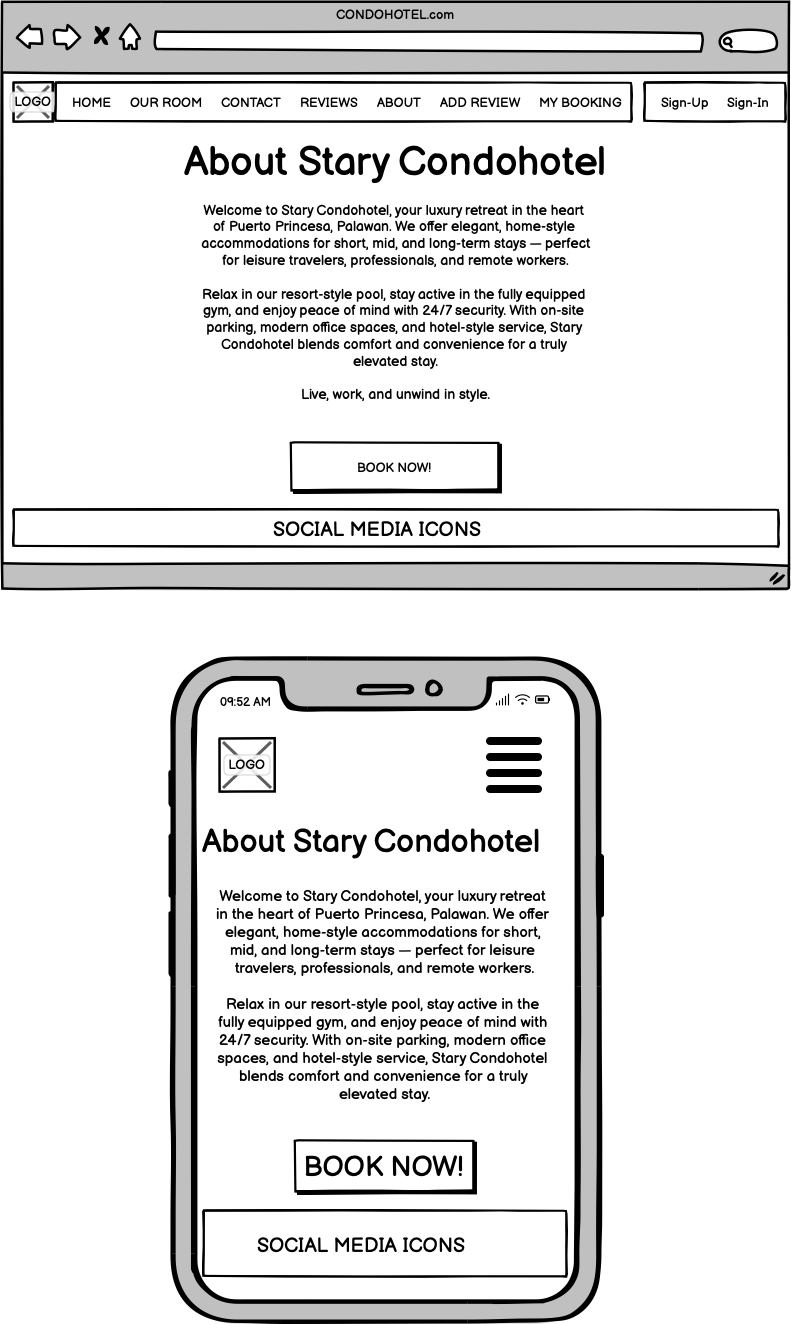 CONDOHOTEL.com
LOGO HOME OUR ROOM CONTACT REVIEWS ABOUT ADD REVIEW MY BOOKING Sign-Up Sign-In
About Stary Condohotel
Welcome to Stary Condohotel, your luxury retreat in the heart
of Puerto Princesa, Palawan. We offer elegant, home-style
accommodations for short, mid, and long-term stays — perfect
for leisure travelers, professionals, and remote workers.
Relax in our resort-style pool, stay active in the fully equipped
gym, and enjoy peace of mind with 24/7 security. With on-site
parking, modern office spaces, and hotel-style service, Stary
Condohotel blends comfort and convenience for a truly
elevated stay.
Live, work, and unwind in style.
BOOK NOW!
SOCIAL MEDIA ICONS
09:52 AM
LOGO
About Stary Condohotel
Welcome to Stary Condohotel, your luxury retreat
in the heart of Puerto Princesa, Palawan. We offer
elegant, home-style accommodations for short,
mid, and long-term stays — perfect for leisure
travelers, professionals, and remote workers.
Relax in our resort-style pool, stay active in the
fully equipped gym, and enjoy peace of mind with
24/7 security. With on-site parking, modern office
spaces, and hotel-style service, Stary Condohotel
blends comfort and convenience for a truly
elevated stay.
BOOK NOW!
SOCIAL MEDIA ICONS